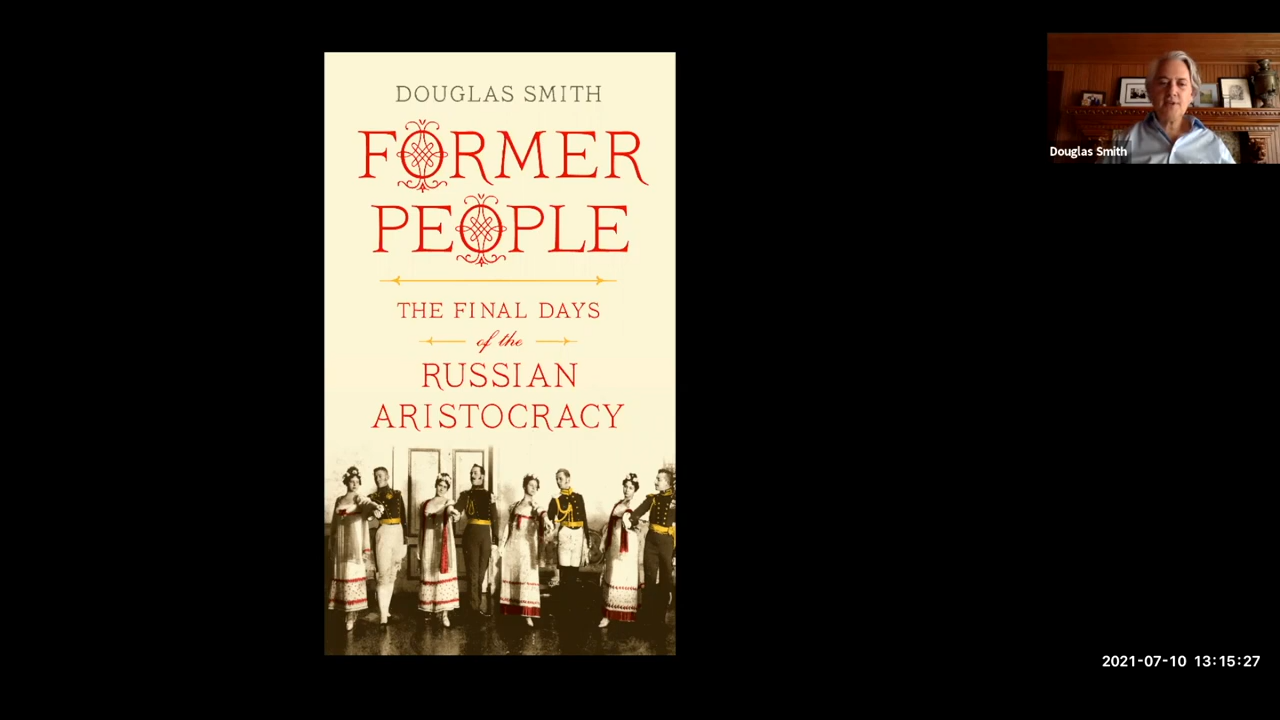 DOUGLAS SMITH
FORMER
PEOPLE
THE FINAL DAYS
of the
RUSSIAN
ARISTOCRACY
Douglas Smith
2021-07-10 13:15:27